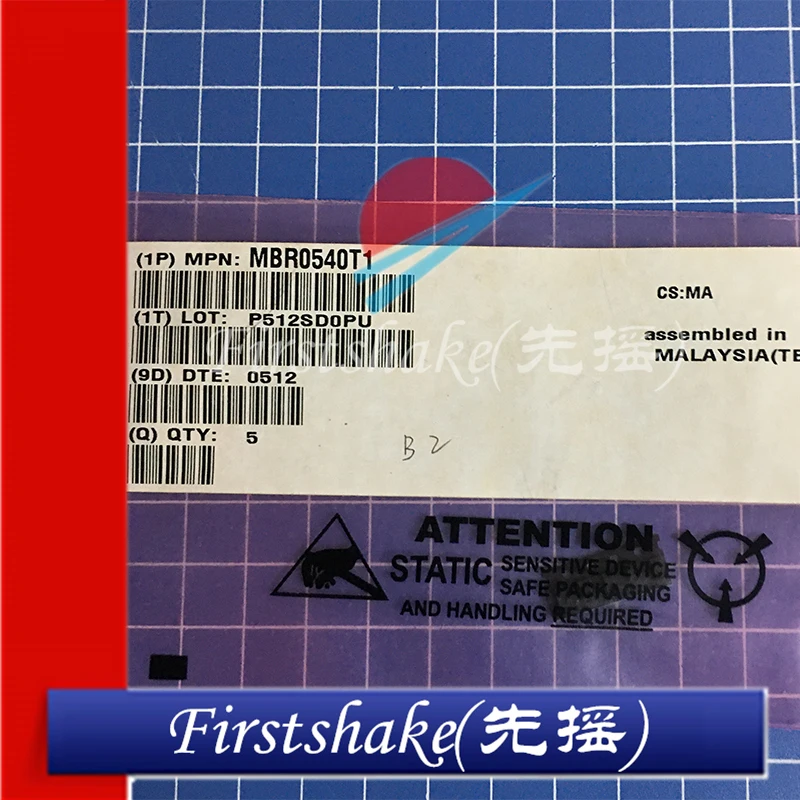 (1P) MPN: MBR0540T1
(1T) LOT: P512SD0PU
(9D) DTE: 0512
(Q) QTY: 5
B2
CS:MA
assembled in
MALAYSIA(TE
Firstshake(先摇)
ATTENTION
STATIC SENSITIVE DEVICE
SAFE PACKAGING
AND HANDLING REQUIRED
Firstshake(先摇)